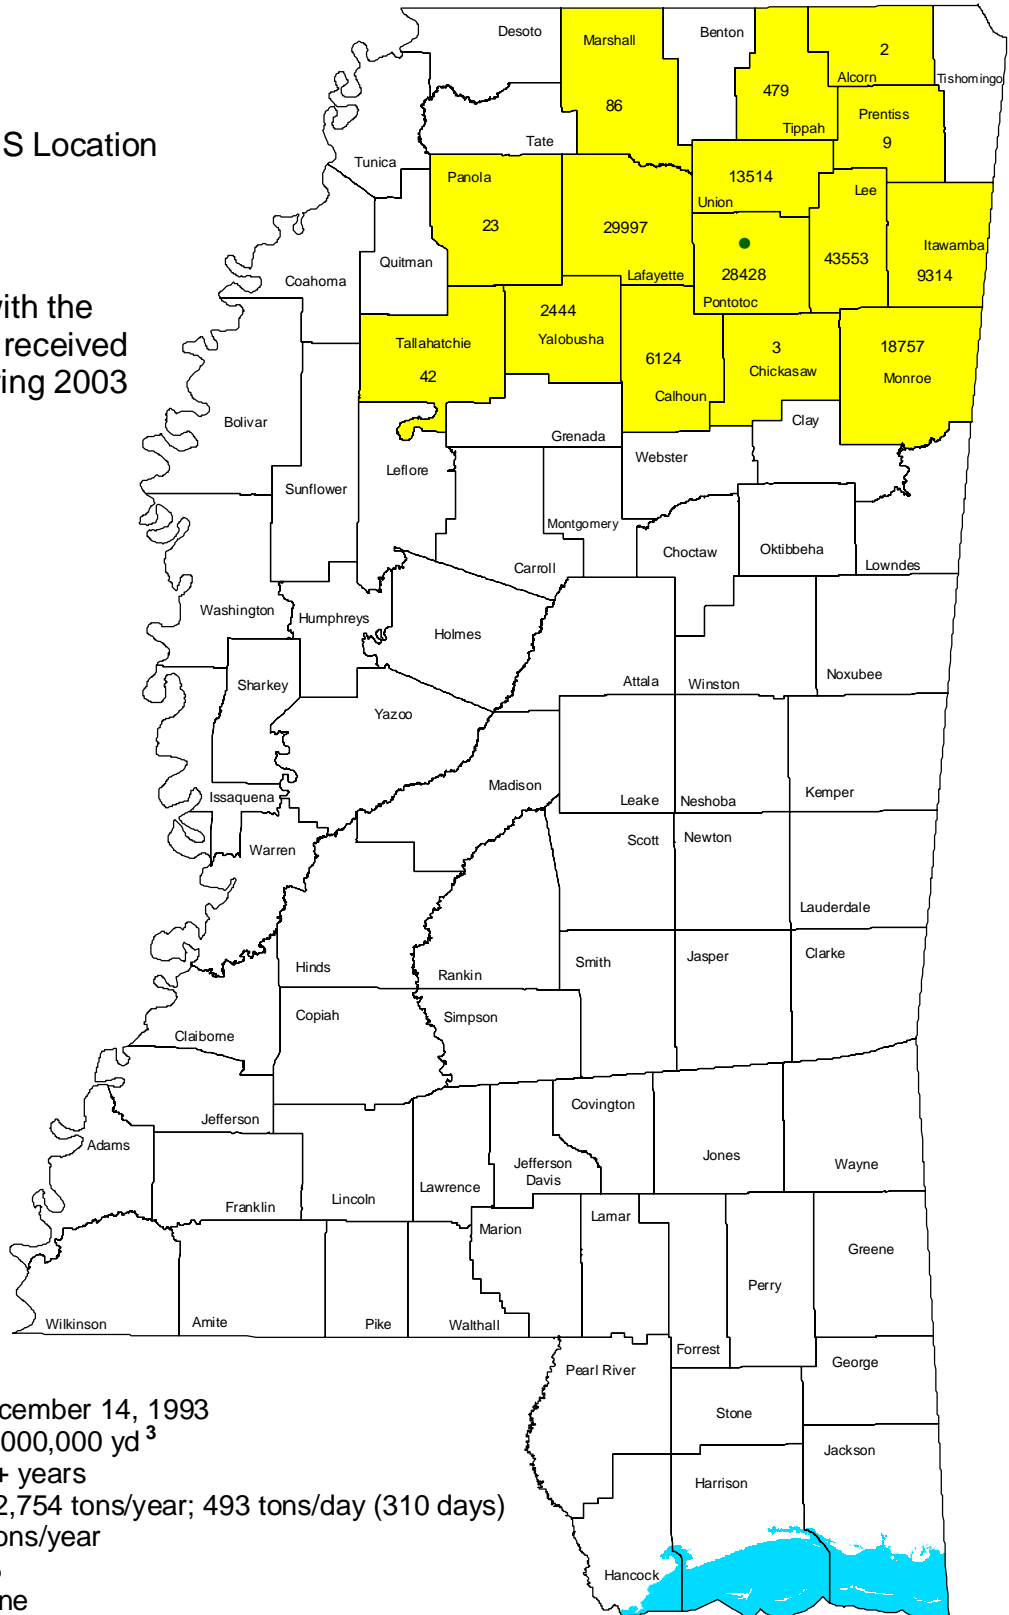 Desoto
Marshall
Benton
2
Alcorn
Tishomingo
86
479
Tippah
Prentiss
9
S Location
Tate
Tunica
Panola
23
29997
Lafayette
13514
Union
Lee
43553
Itawamba
9314
28428
Pontotoc
Quitman
Coahoma
with the
received
ring 2003
Tallahatchie
42
2444
Yalobusha
6124
Calhoun
3
Chickasaw
18757
Monroe
Bolivar
Clay
Grenada
Webster
Leflore
Sunflower
Montgomery
Choctaw
Oktibbeha
Carroll
Lowndes
Washington
Humphreys
Holmes
Attala
Winston
Noxubee
Sharkey
Yazoo
Issaquena
Madison
Leake
Neshoba
Kemper
Warren
Scott
Newton
Lauderdale
Hinds
Rankin
Smith
Jasper
Clarke
Claiborne
Copiah
Simpson
Jefferson
Covington
Adams
Jefferson
Davis
Jones
Wayne
Franklin
Lincoln
Lawrence
Marion
Lamar
Greene
Perry
Wilkinson
Amite
Pike
Walthall
Forrest
George
Pearl River
Stone
Jackson
Harrison
Hancock
cember 14, 1993
000,000 yd³
+ years
2,754 tons/year; 493 tons/day (310 days)
ons/year
ne